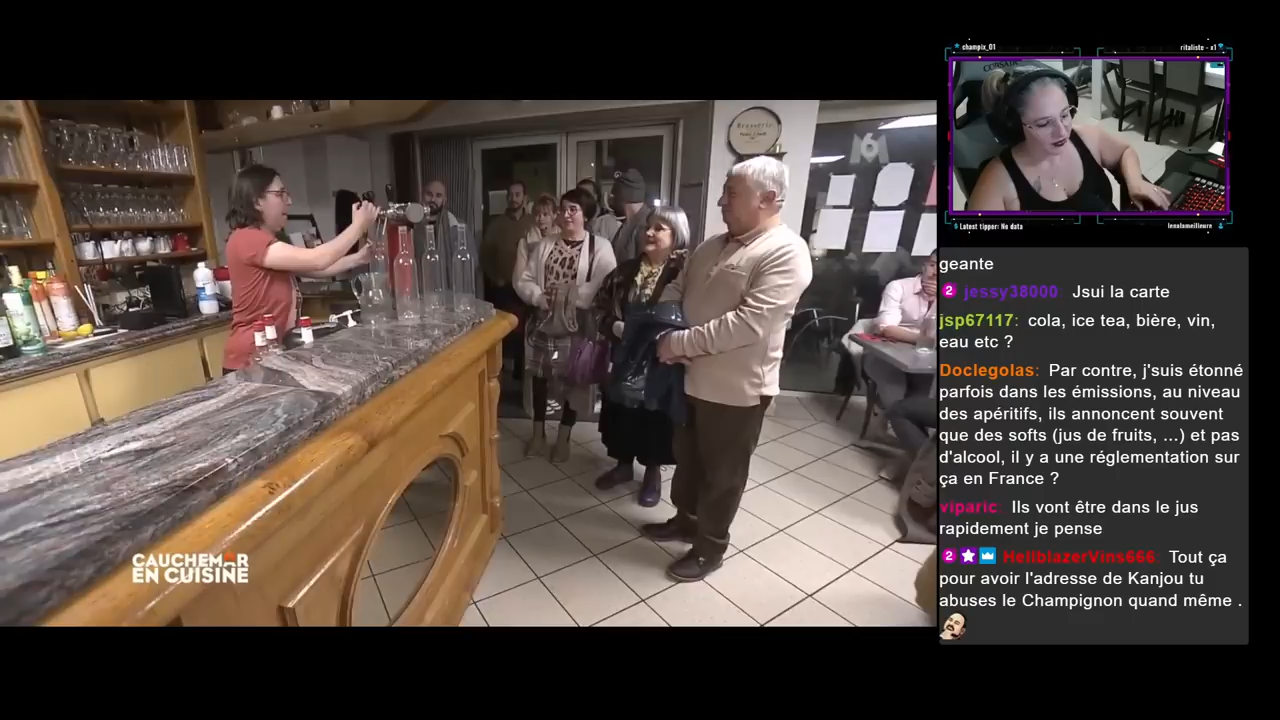 champix_01
ritaliste - x1
CORSAIR
Brasserie
M6
CAUCHEMAR
EN CUISINE
Latest tipper: No data
geante
2 jessy38000: Jsui la carte
jsp67117: cola, ice tea, bière, vin,
eau etc ?
Doclegolas: Par contre, j'suis étonné
parfois dans les émissions, au niveau
des apéritifs, ils annoncent souvent
que des softs (jus de fruits, ...) et pas
d'alcool, il y a une réglementation sur
ça en France ?
viparic: Ils vont être dans le jus
rapidement je pense
2 HellblazerVins666: Tout ça
pour avoir l'adresse de Kanjou tu
abuses le Champignon quand même .